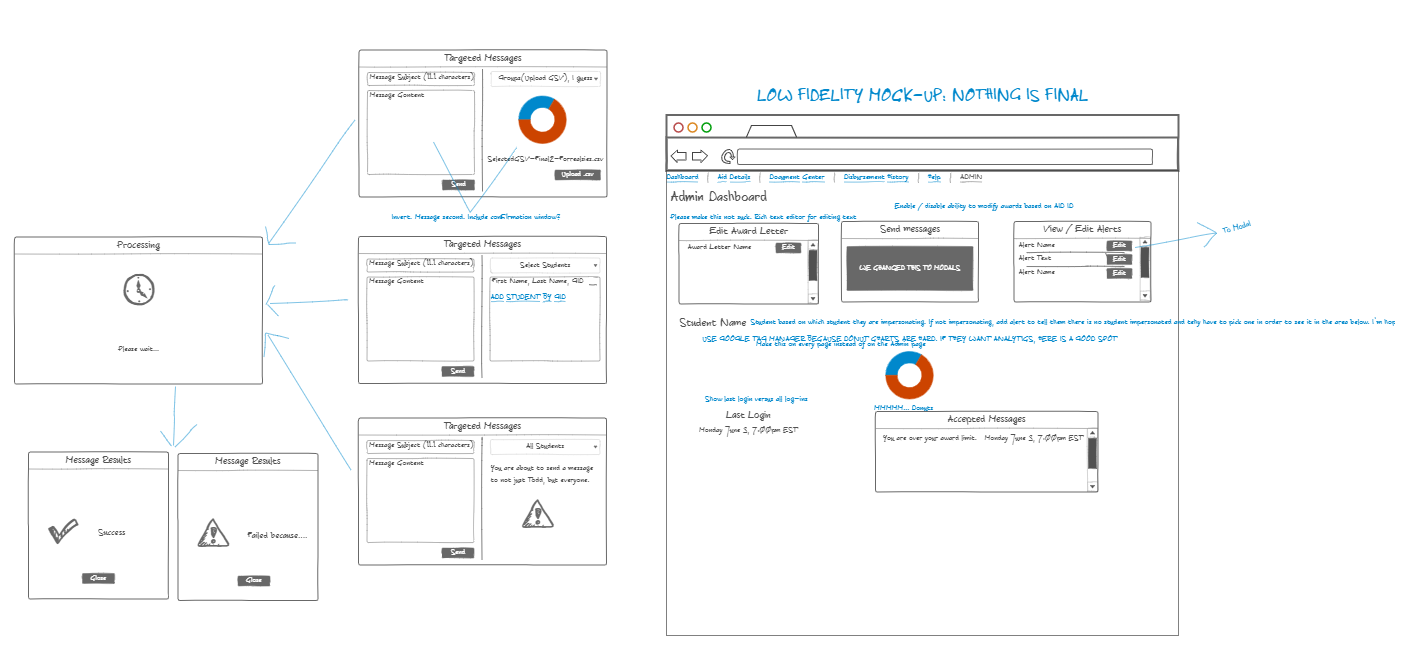 Targeted Messages
Message Subject (111 characters)
Groups(Upload CSV), I guess
Message Content
SelectedCSV-Final2-Forrealsies.csv
Upload .csv
Send
Invert. Message second. Include confirmation window?
Processing
Please wait...
Targeted Messages
Message Subject (111 characters)
Select Students
Message Content
First Name, Last Name, QID
ADD STUDENT BY QID
Send
Targeted Messages
Message Subject (111 characters)
All Students
Message Content
You are about to send a message
to not just Todd, but everyone.
Send
Message Results
Success
Close
Message Results
Failed because....
Close
LOW FIDELITY MOCK-UP: NOTHING IS FINAL
Dashboard | Aid Details | Document Center | Disbursement History | Help | ADMIN
Admin Dashboard
Enable / disable ability to modify awards based on AID ID
Please make this not suck. Rich text editor for editing text.
Edit Award Letter
Award Letter Name
Edit
Send messages
WE CHANGED THIS TO MODALS
View / Edit Alerts
Alert Name
Edit
Alert Text
Edit
Alert Name
Edit
To Modal
Student Name
Student based on which student they are impersonating. If not impersonating, add alert to tell them there is no student impersonated and tehy have to pick one in order to see it in the area below. I'm hop
USE GOOGLE TAG MANAGER BECAUSE DONUT CHARTS ARE HARD. IF THEY WANT ANALYTICS, HERE IS A GOOD SPOT
Make this on every page instead of on the Admin page
Show last login versus all log-ins
Last Login
Monday June 3, 7:00pm EST
MMMMM... Donuts
Accepted Messages
You are over your award limit.
Monday June 3, 7:00pm EST